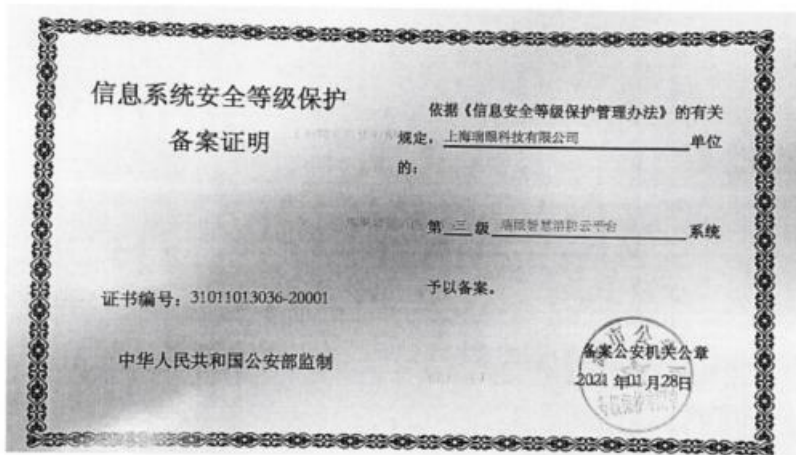 信息系统安全等级保护
备案证明
证书编号：31011013036-20001
中华人民共和国公安部监制
依据《信息安全等级保护管理办法》的有关
规定，上海瑞眼科技有限公司单位
的：
第三级瑞眼智慧消防云平台系统
予以备案。
备案公安机关公章
2021年01月28日